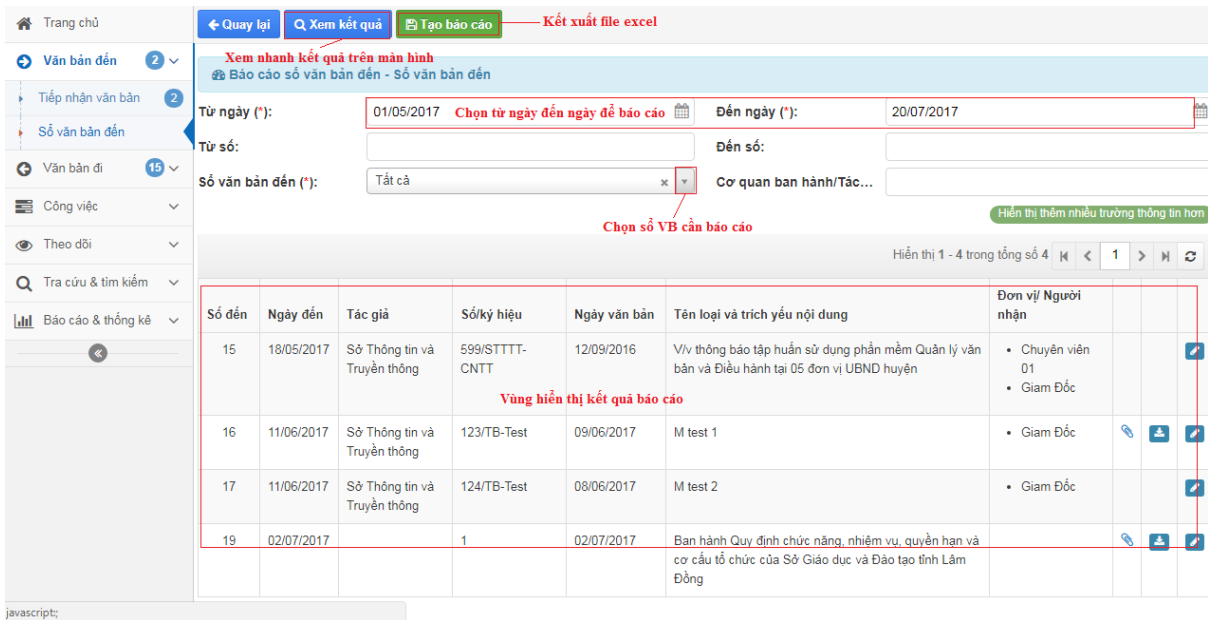 Trang chủ
Quay lại
Xem kết quả
Tạo báo cáo
Kết xuất file excel
Văn bản đến 2
Xem nhanh kết quả trên màn hình
Báo cáo số văn bản đến - Sổ văn bản đến
Tiếp nhận văn bản 2
Sổ văn bản đến
Văn bản đi 15
Công việc
Theo dõi
Tra cứu & tìm kiếm
Báo cáo & thống kê
Từ ngày (*): 01/05/2017 Chọn từ ngày đến ngày để báo cáo Đến ngày (*): 20/07/2017
Từ số: Đến số:
Sổ văn bản đến (*): Tất cả × Cơ quan ban hành/Tác...
Chọn sổ VB cần báo cáo
Hiển thị thêm nhiều trường thông tin hơn
Hiển thị 1 - 4 trong tổng số 4 1
Số đến Ngày đến Tác giả Số/ký hiệu Ngày văn bản Tên loại và trích yếu nội dung Đơn vị/ Người
nhận
15 18/05/2017 Sở Thông tin và 599/STTTT- 12/09/2016 V/v thông báo tập huấn sử dụng phần mềm Quản lý văn • Chuyên viên
Truyền thông CNTT bản và Điều hành tại 05 đơn vị UBND huyện 01
• Giam Đốc
Vùng hiển thị kết quả báo cáo
16 11/06/2017 Sở Thông tin và 123/TB-Test 09/06/2017 M test 1 • Giam Đốc
Truyền thông
17 11/06/2017 Sở Thông tin và 124/TB-Test 08/06/2017 M test 2 • Giam Đốc
Truyền thông
19 02/07/2017 1 02/07/2017 Ban hành Quy định chức năng, nhiệm vụ, quyền hạn và
cơ cấu tổ chức của Sở Giáo dục và Đào tạo tỉnh Lâm
Đồng
javascript:;